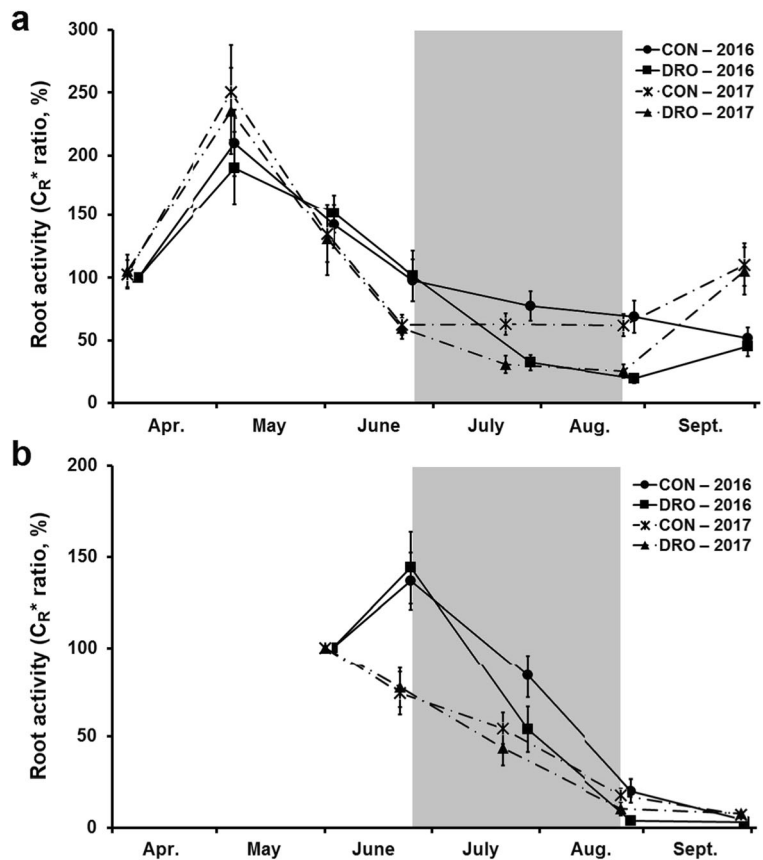 a
Root activity (CR* ratio, %)
300
250
200
150
100
50
0
CON – 2016
DRO – 2016
CON – 2017
DRO – 2017
Apr. May June July Aug. Sept.
b
Root activity (CR* ratio, %)
200
150
100
50
0
CON – 2016
DRO – 2016
CON – 2017
DRO – 2017
Apr. May June July Aug. Sept.